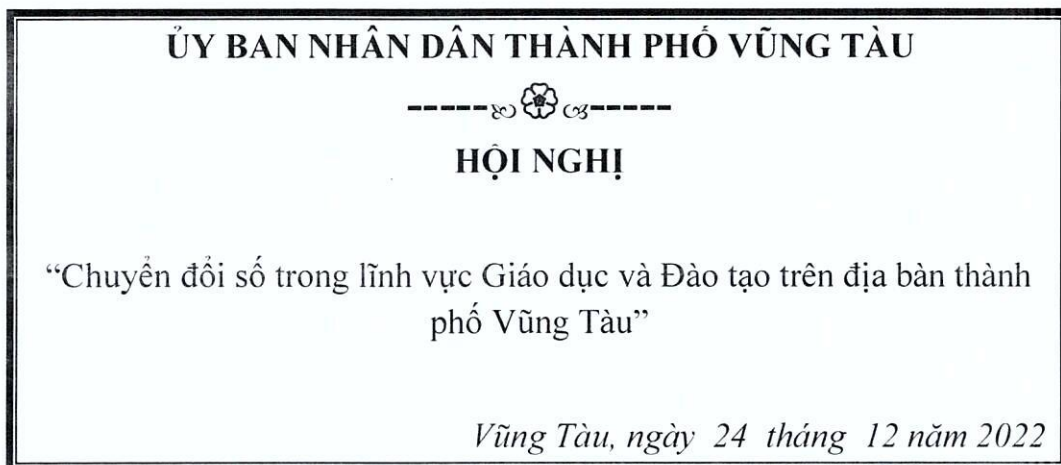 ỦY BAN NHÂN DÂN THÀNH PHỐ VŨNG TÀU
HỘI NGHỊ
“Chuyển đổi số trong lĩnh vực Giáo dục và Đào tạo trên địa bàn thành
phố Vũng Tàu”
Vũng Tàu, ngày 24 tháng 12 năm 2022